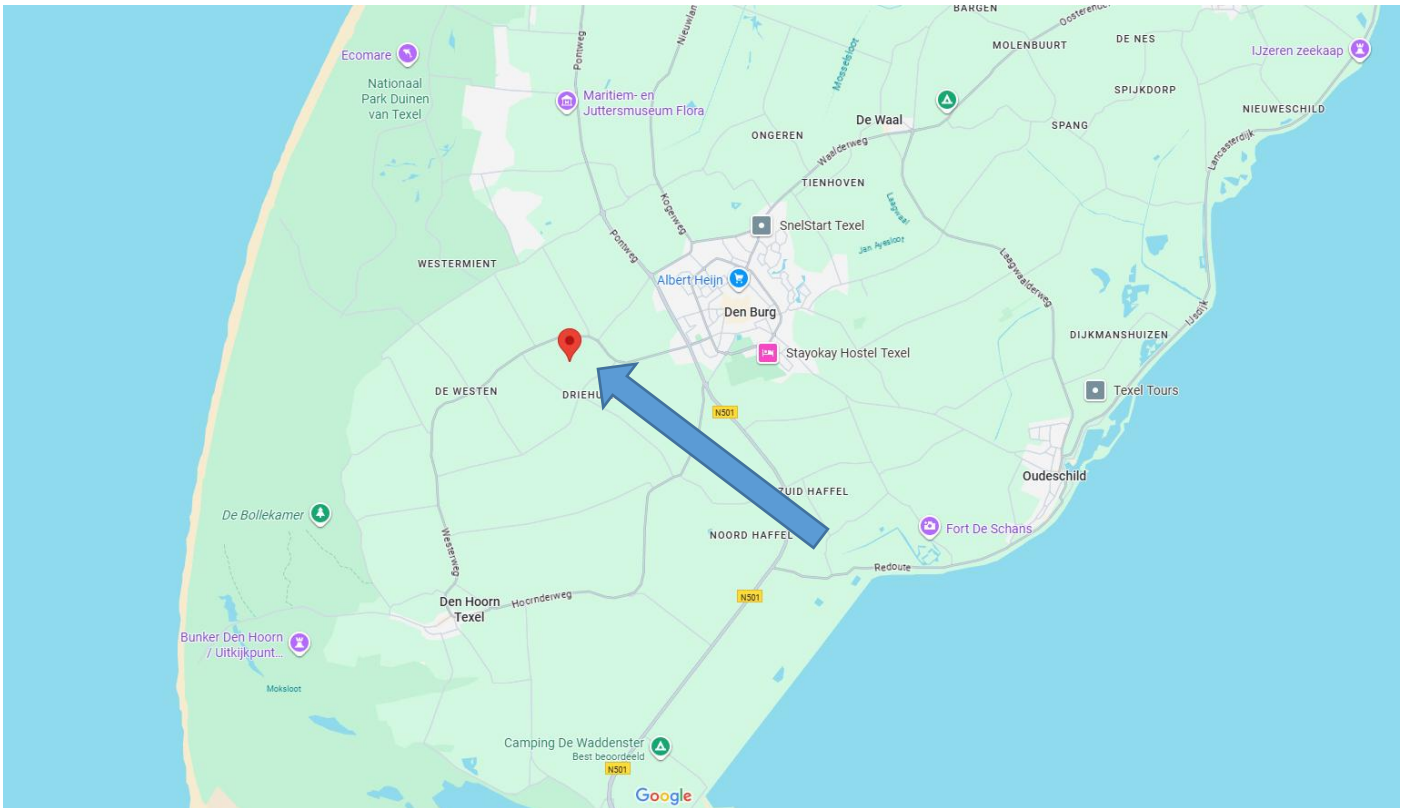 BARGEN
Oosterende
Ecomare
Nationaal
Park Duinen
van Texel
Pontweg
Nieuwlan
Maritiem- en
Juttersmuseum Flora
Mosselsloot
MOLENBUURT
DE NES
IJzeren zeekaap
SPIJKDORP
NIEUWESCHILD
De Waal
SPANG
ONGEREN
Waalderweg
Lancasterdijk
TIENHOVEN
Kogerweg
Laagwaal
SnelStart Texel
Jan Ayesloot
Pontweg
WESTERMIENT
Albert Heijn
Laagwaalderweg
Den Burg
IJsdijk
DIJKMANSHUIZEN
Stayokay Hostel Texel
DE WESTEN
DRIEHU
Texel Tours
N501
Oudeschild
ZUID HAFFEL
De Bollekamer
Fort De Schans
NOORD HAFFEL
Westerweg
Redoute
N501
Den Hoorn
Texel
Hoornderweg
Bunker Den Hoorn
/ Uitkijkpunt...
Moksloot
Camping De Waddenster
Best beoordeeld
N501
Google